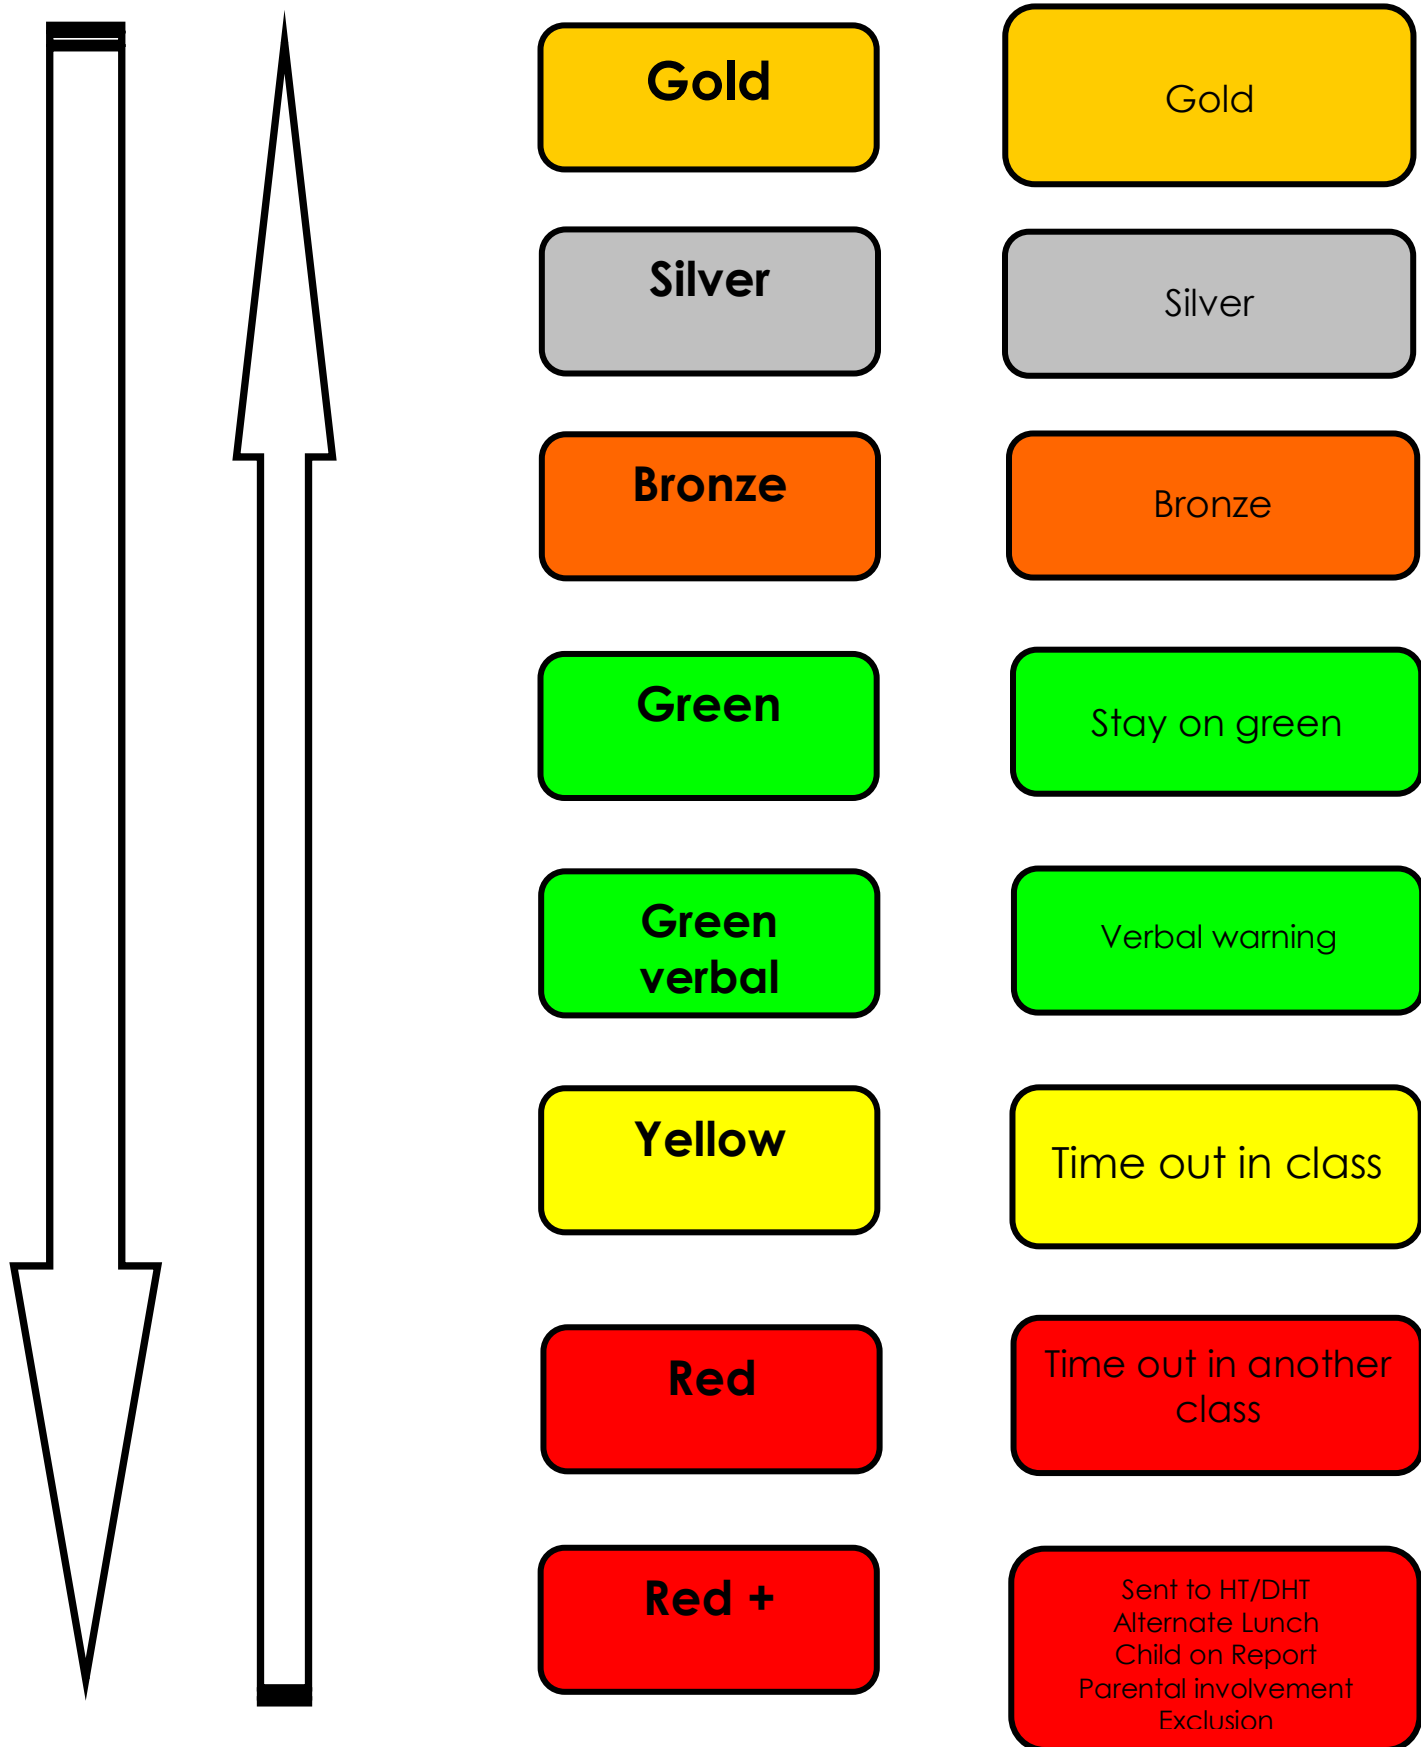 Gold
Gold
Silver
Silver
Bronze
Bronze
Green
Stay on green
Green
verbal
Verbal warning
Yellow
Time out in class
Red
Time out in another
class
Red +
Sent to HT/DHT
Alternate Lunch
Child on Report
Parental involvement
Exclusion